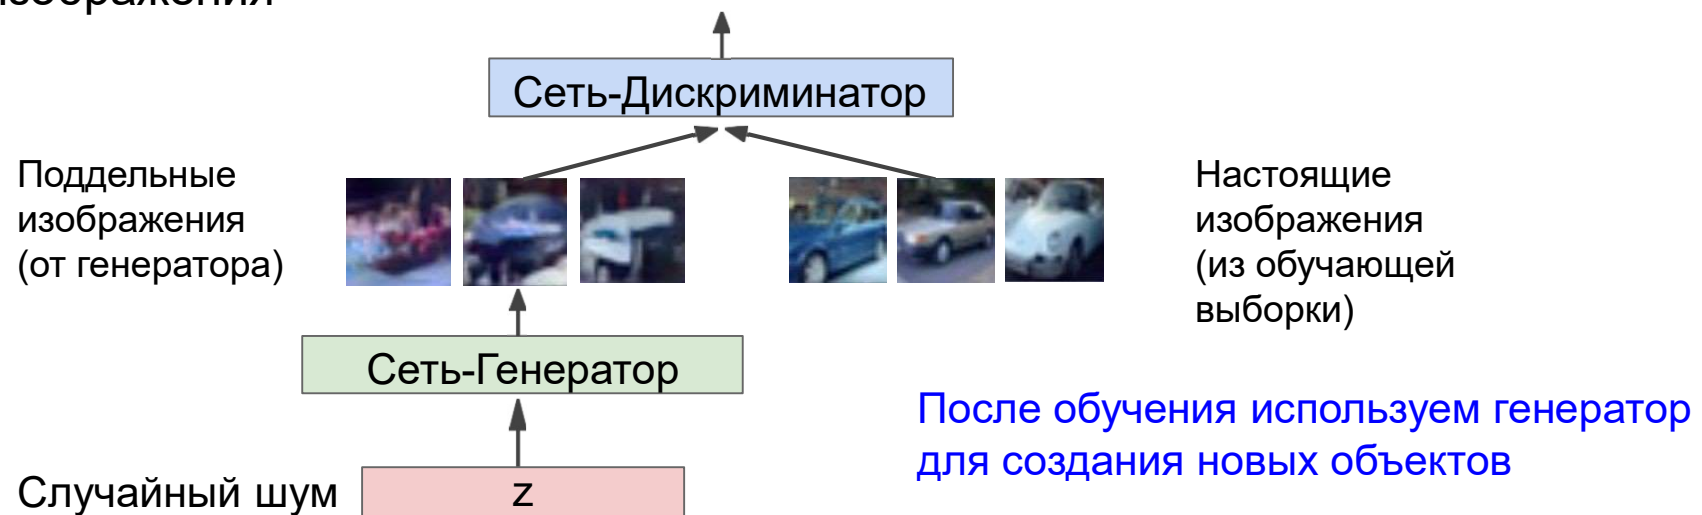 Сеть-Дискриминатор
Поддельные
изображения
(от генератора)
Настоящие
изображения
(из обучающей
выборки)
Сеть-Генератор
После обучения используем генератор
для создания новых объектов
Случайный шум
z